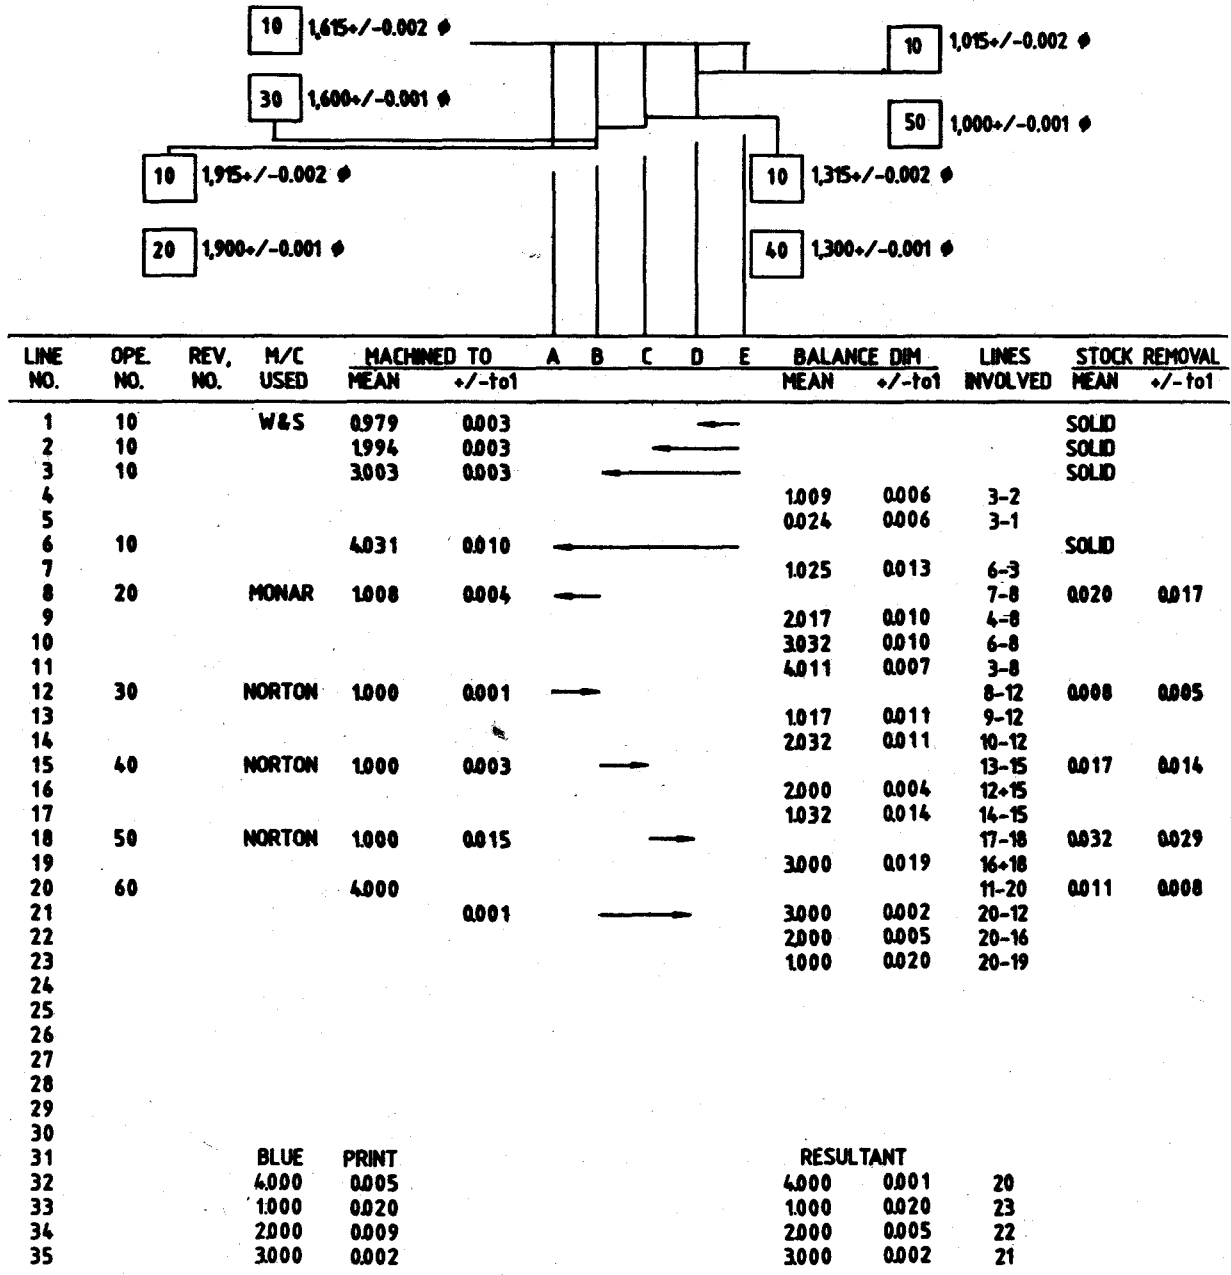 10 1,615+/-0.002 ϕ
10 1,015+/-0.002 ϕ
30 1,600+/-0.001 ϕ
50 1,000+/-0.001 ϕ
10 1,915+/-0.002 ϕ
10 1,315+/-0.002 ϕ
20 1,900+/-0.001 ϕ
40 1,300+/-0.001 ϕ
LINE OPE. REV. M/C MACHINED TO A B C D E BALANCE DIM LINES STOCK REMOVAL
NO. NO. NO. USED MEAN +/-to1 MEAN +/-to1 INVOLVED MEAN +/-to1
1 10 W&S 0.979 0.003 SOLID
2 10 1.994 0.003 SOLID
3 10 3.003 0.003 SOLID
4 1.009 0.006 3-2
5 0.024 0.006 3-1
6 10 4.031 0.010 SOLID
7 1.025 0.013 6-3
8 20 MONAR 1.008 0.004 7-8 0.020 0.017
9 2.017 0.010 4-8
10 3.032 0.010 6-8
11 4.011 0.007 3-8
12 30 NORTON 1.000 0.001 8-12 0.008 0.005
13 1.017 0.011 9-12
14 2.032 0.011 10-12
15 40 NORTON 1.000 0.003 13-15 0.017 0.014
16 2.000 0.004 12+15
17 1.032 0.014 14-15
18 50 NORTON 1.000 0.015 17-18 0.032 0.029
19 3.000 0.019 16+18
20 60 4.000 11-20 0.011 0.008
21 0.001 3.000 0.002 20-12
22 2.000 0.005 20-16
23 1.000 0.020 20-19
24
25
26
27
28
29
30
31 BLUE PRINT RESULTANT
32 4.000 0.005 4.000 0.001 20
33 1.000 0.020 1.000 0.020 23
34 2.000 0.009 2.000 0.005 22
35 3.000 0.002 3.000 0.002 21